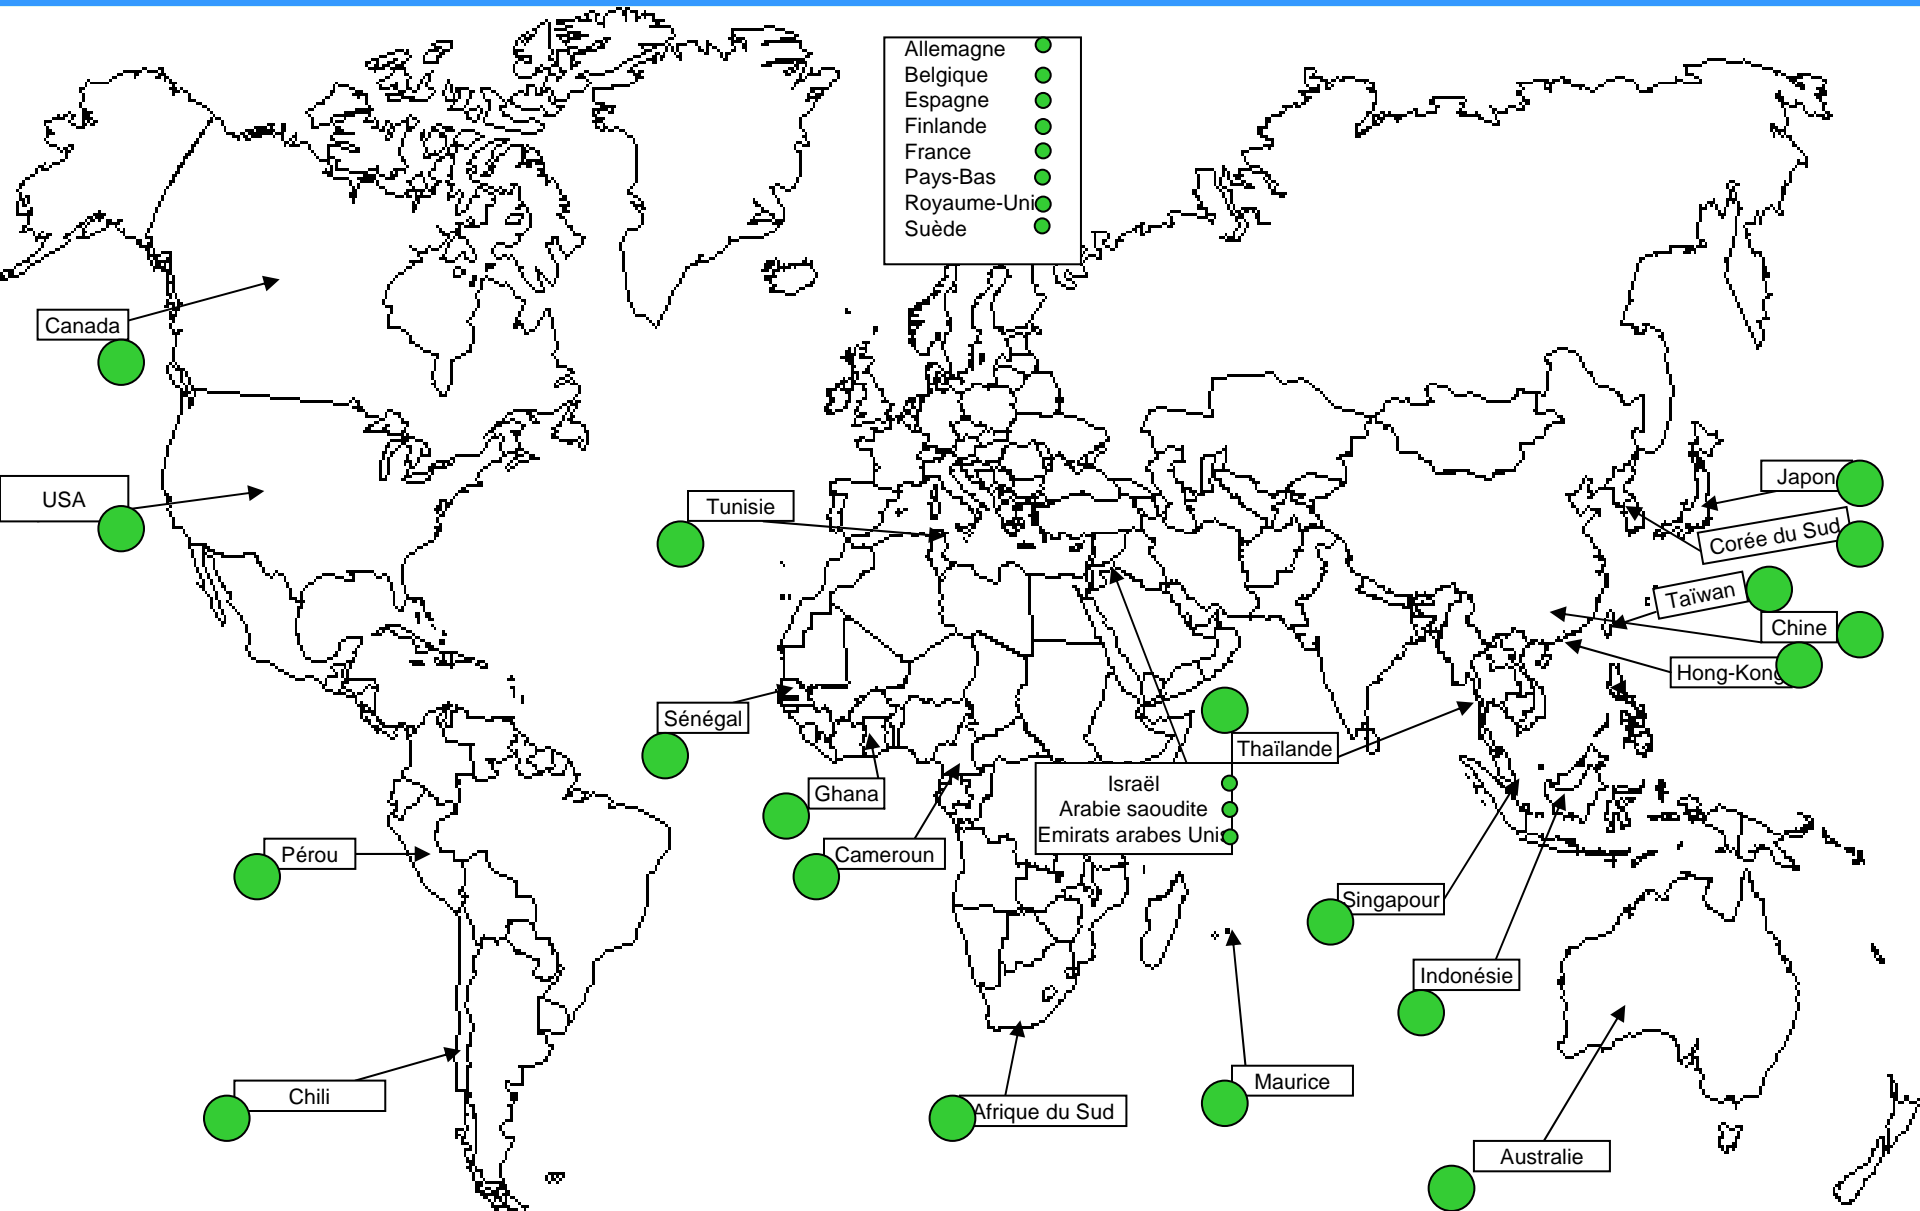 Allemagne
Belgique
Espagne
Finlande
France
Pays-Bas
Royaume-Uni
Suède
Canada
USA
Tunisie
Japon
Corée du Sud
Taïwan
Chine
Hong-Kong
Sénégal
Thaïlande
Ghana
Israël
Arabie saoudite
Emirats arabes Unis
Pérou
Cameroun
Singapour
Indonésie
Chili
Afrique du Sud
Maurice
Australie